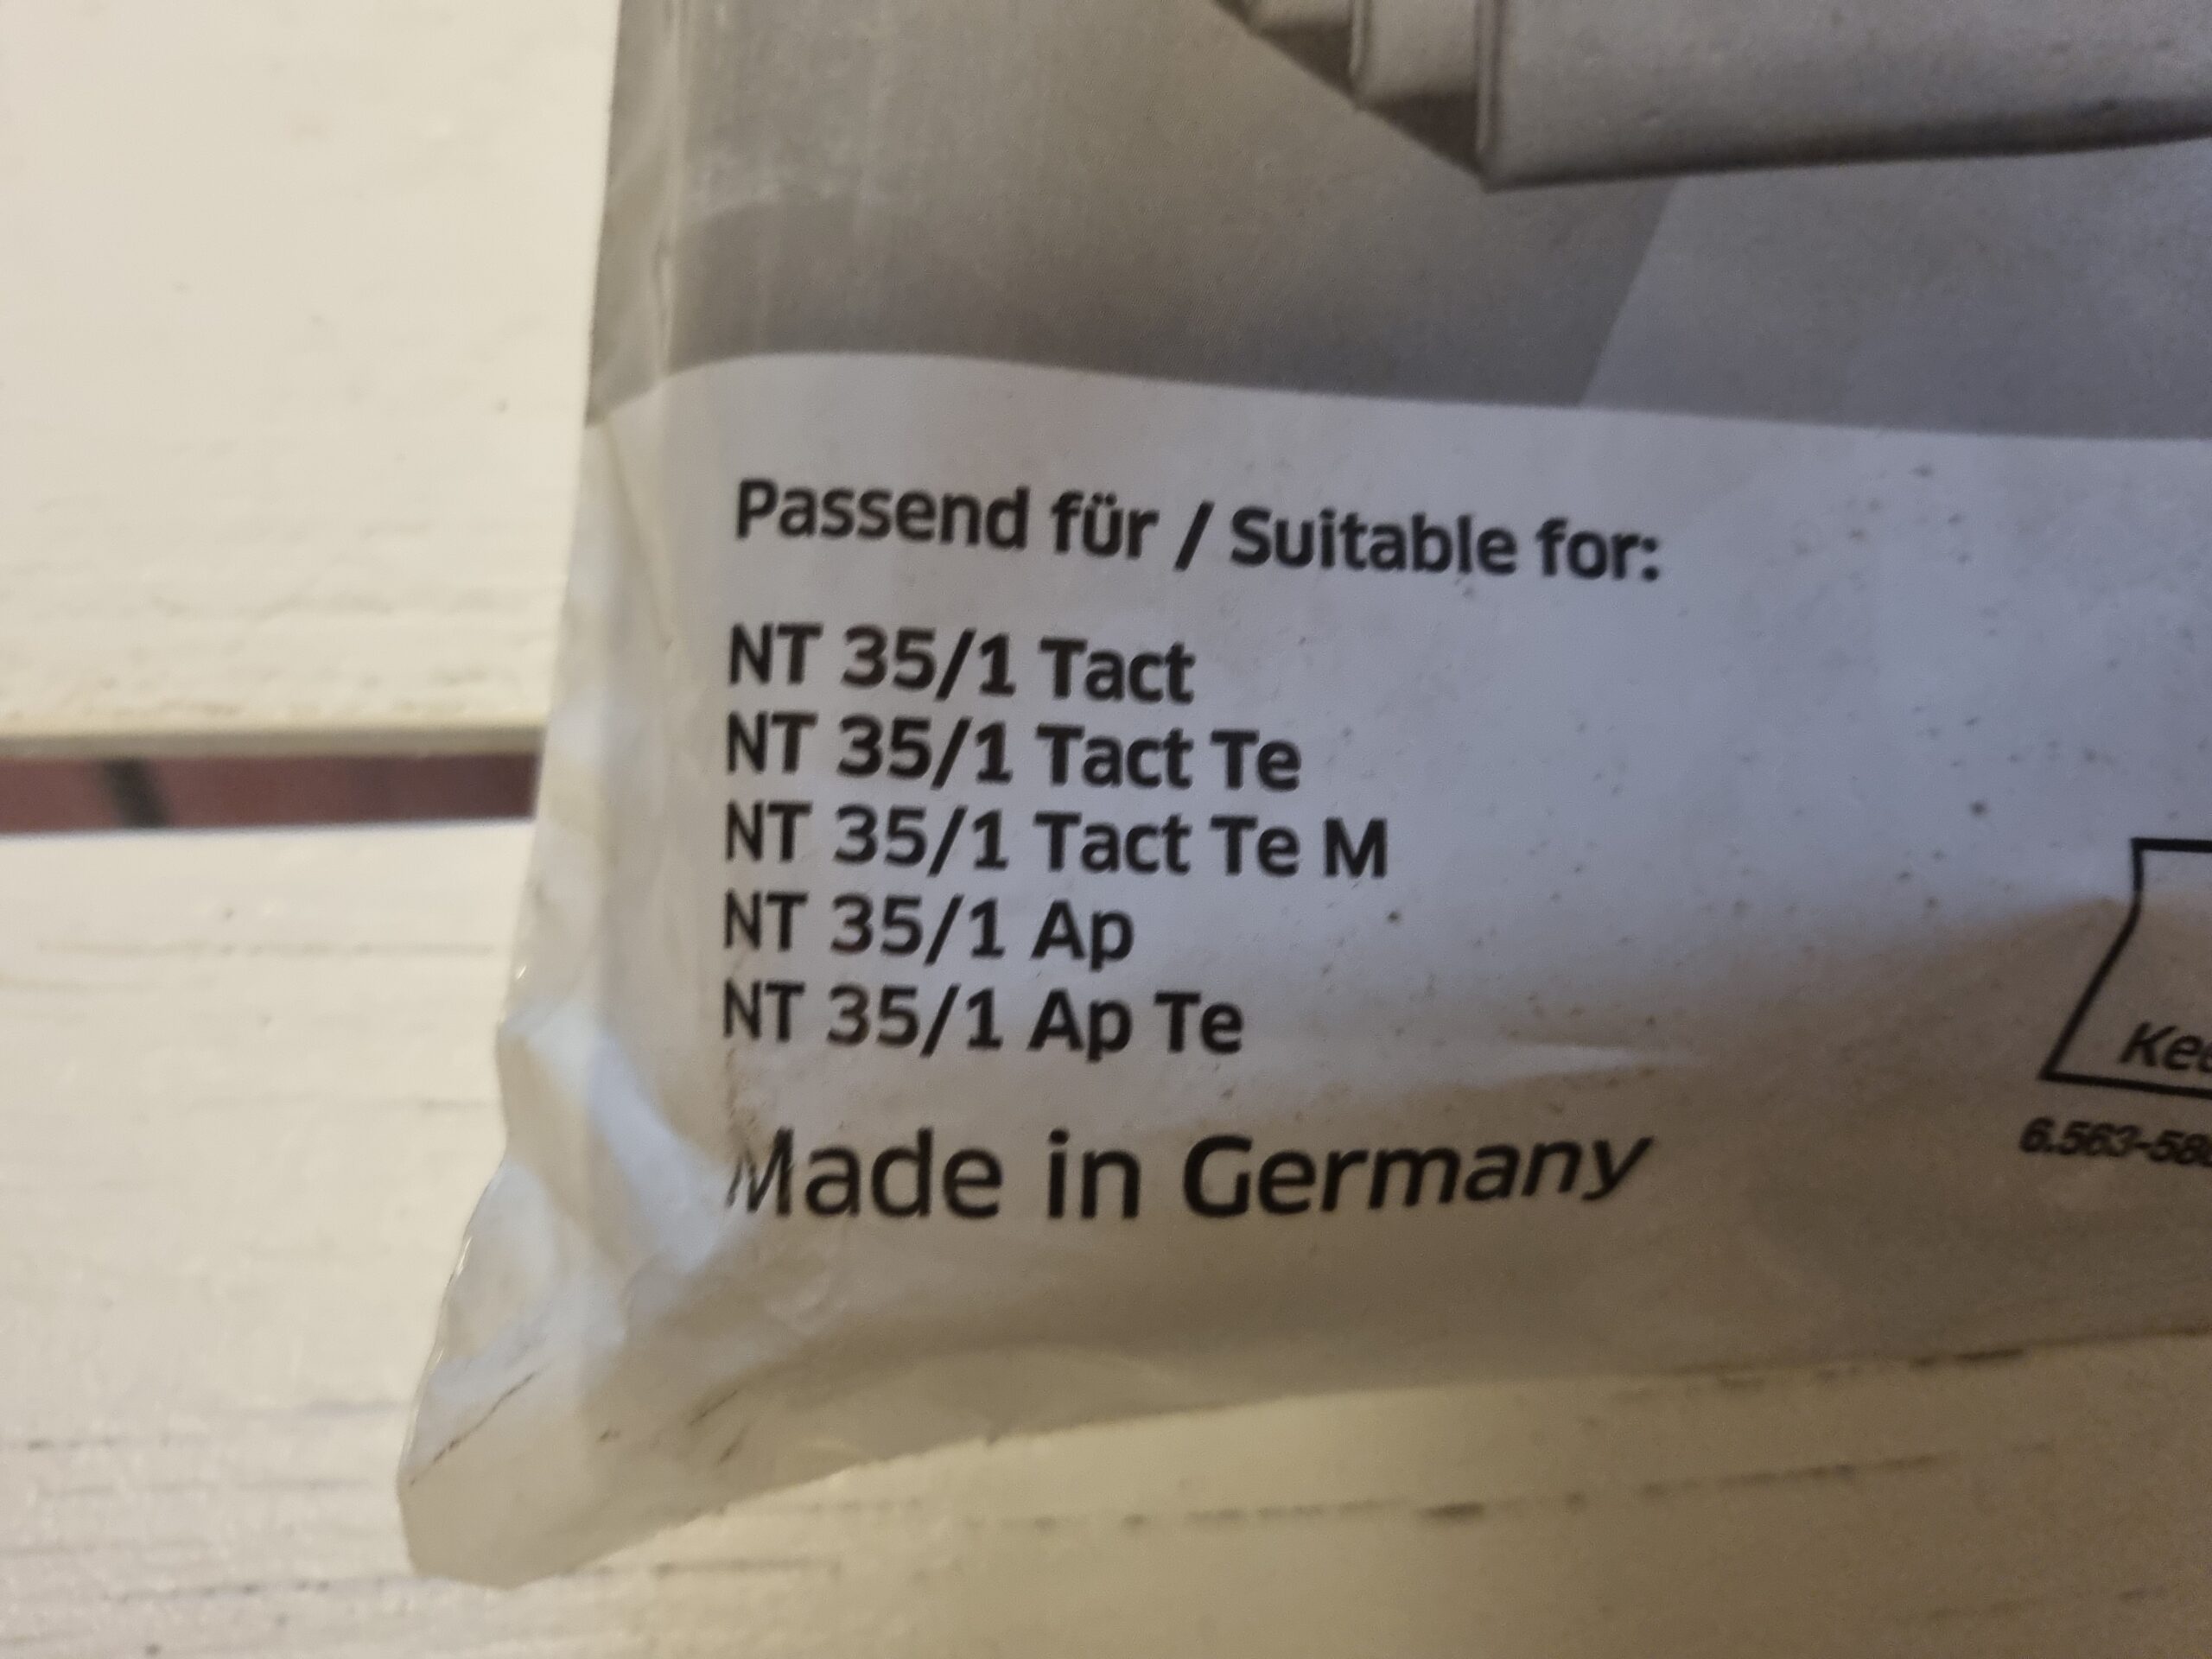 Passend für / Suitable for:
NT 35/1 Tact
NT 35/1 Tact Te
NT 35/1 Tact Te M
NT 35/1 Ap
NT 35/1 Ap Te
Made in Germany